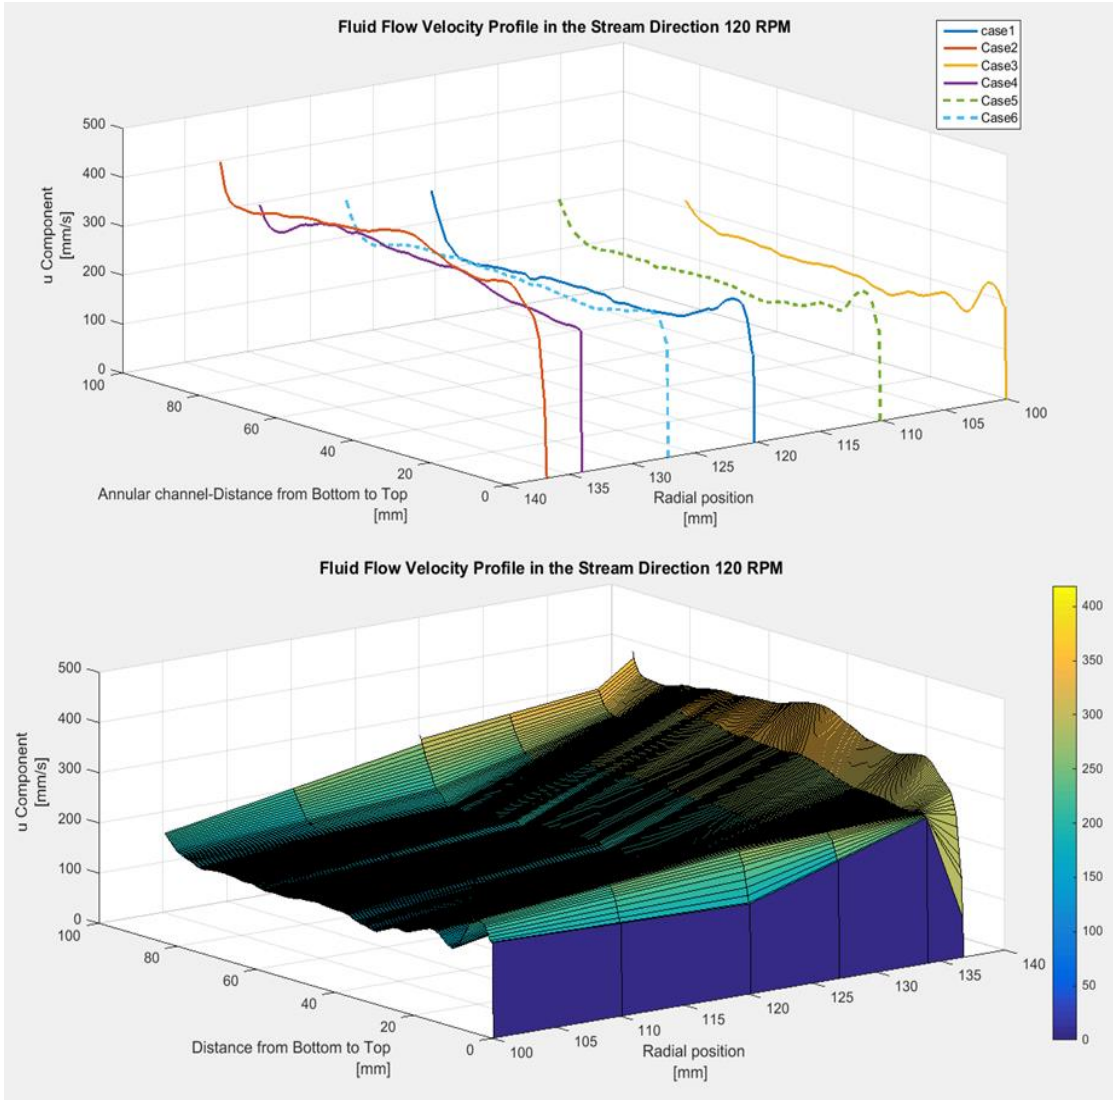 Fluid Flow Velocity Profile in the Stream Direction 120 RPM
case1
Case2
Case3
Case4
Case5
Case6
500
400
300
200
100
0
u Component
[mm/s]
100
80
60
40
20
0
Annular channel-Distance from Bottom to Top
[mm]
140
135
130
125
120
115
110
105
100
Radial position
[mm]
Fluid Flow Velocity Profile in the Stream Direction 120 RPM
500
400
300
200
100
0
u Component
[mm/s]
100
80
60
40
20
0
Distance from Bottom to Top
[mm]
100
105
110
115
120
125
130
135
140
Radial position
[mm]
400
350
300
250
200
150
100
50
0